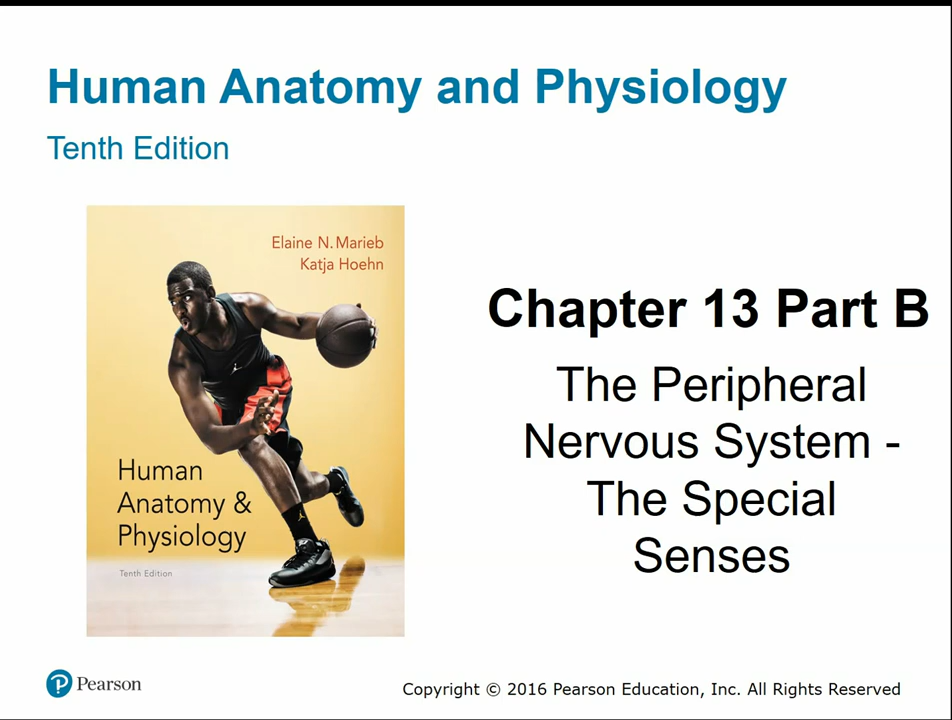 Human Anatomy and Physiology
Tenth Edition
Elaine N. Marieb
Katja Hoehn
Human
Anatomy &
Physiology
Tenth Edition
Chapter 13 Part B
The Peripheral
Nervous System -
The Special
Senses
P Pearson
Copyright © 2016 Pearson Education, Inc. All Rights Reserved